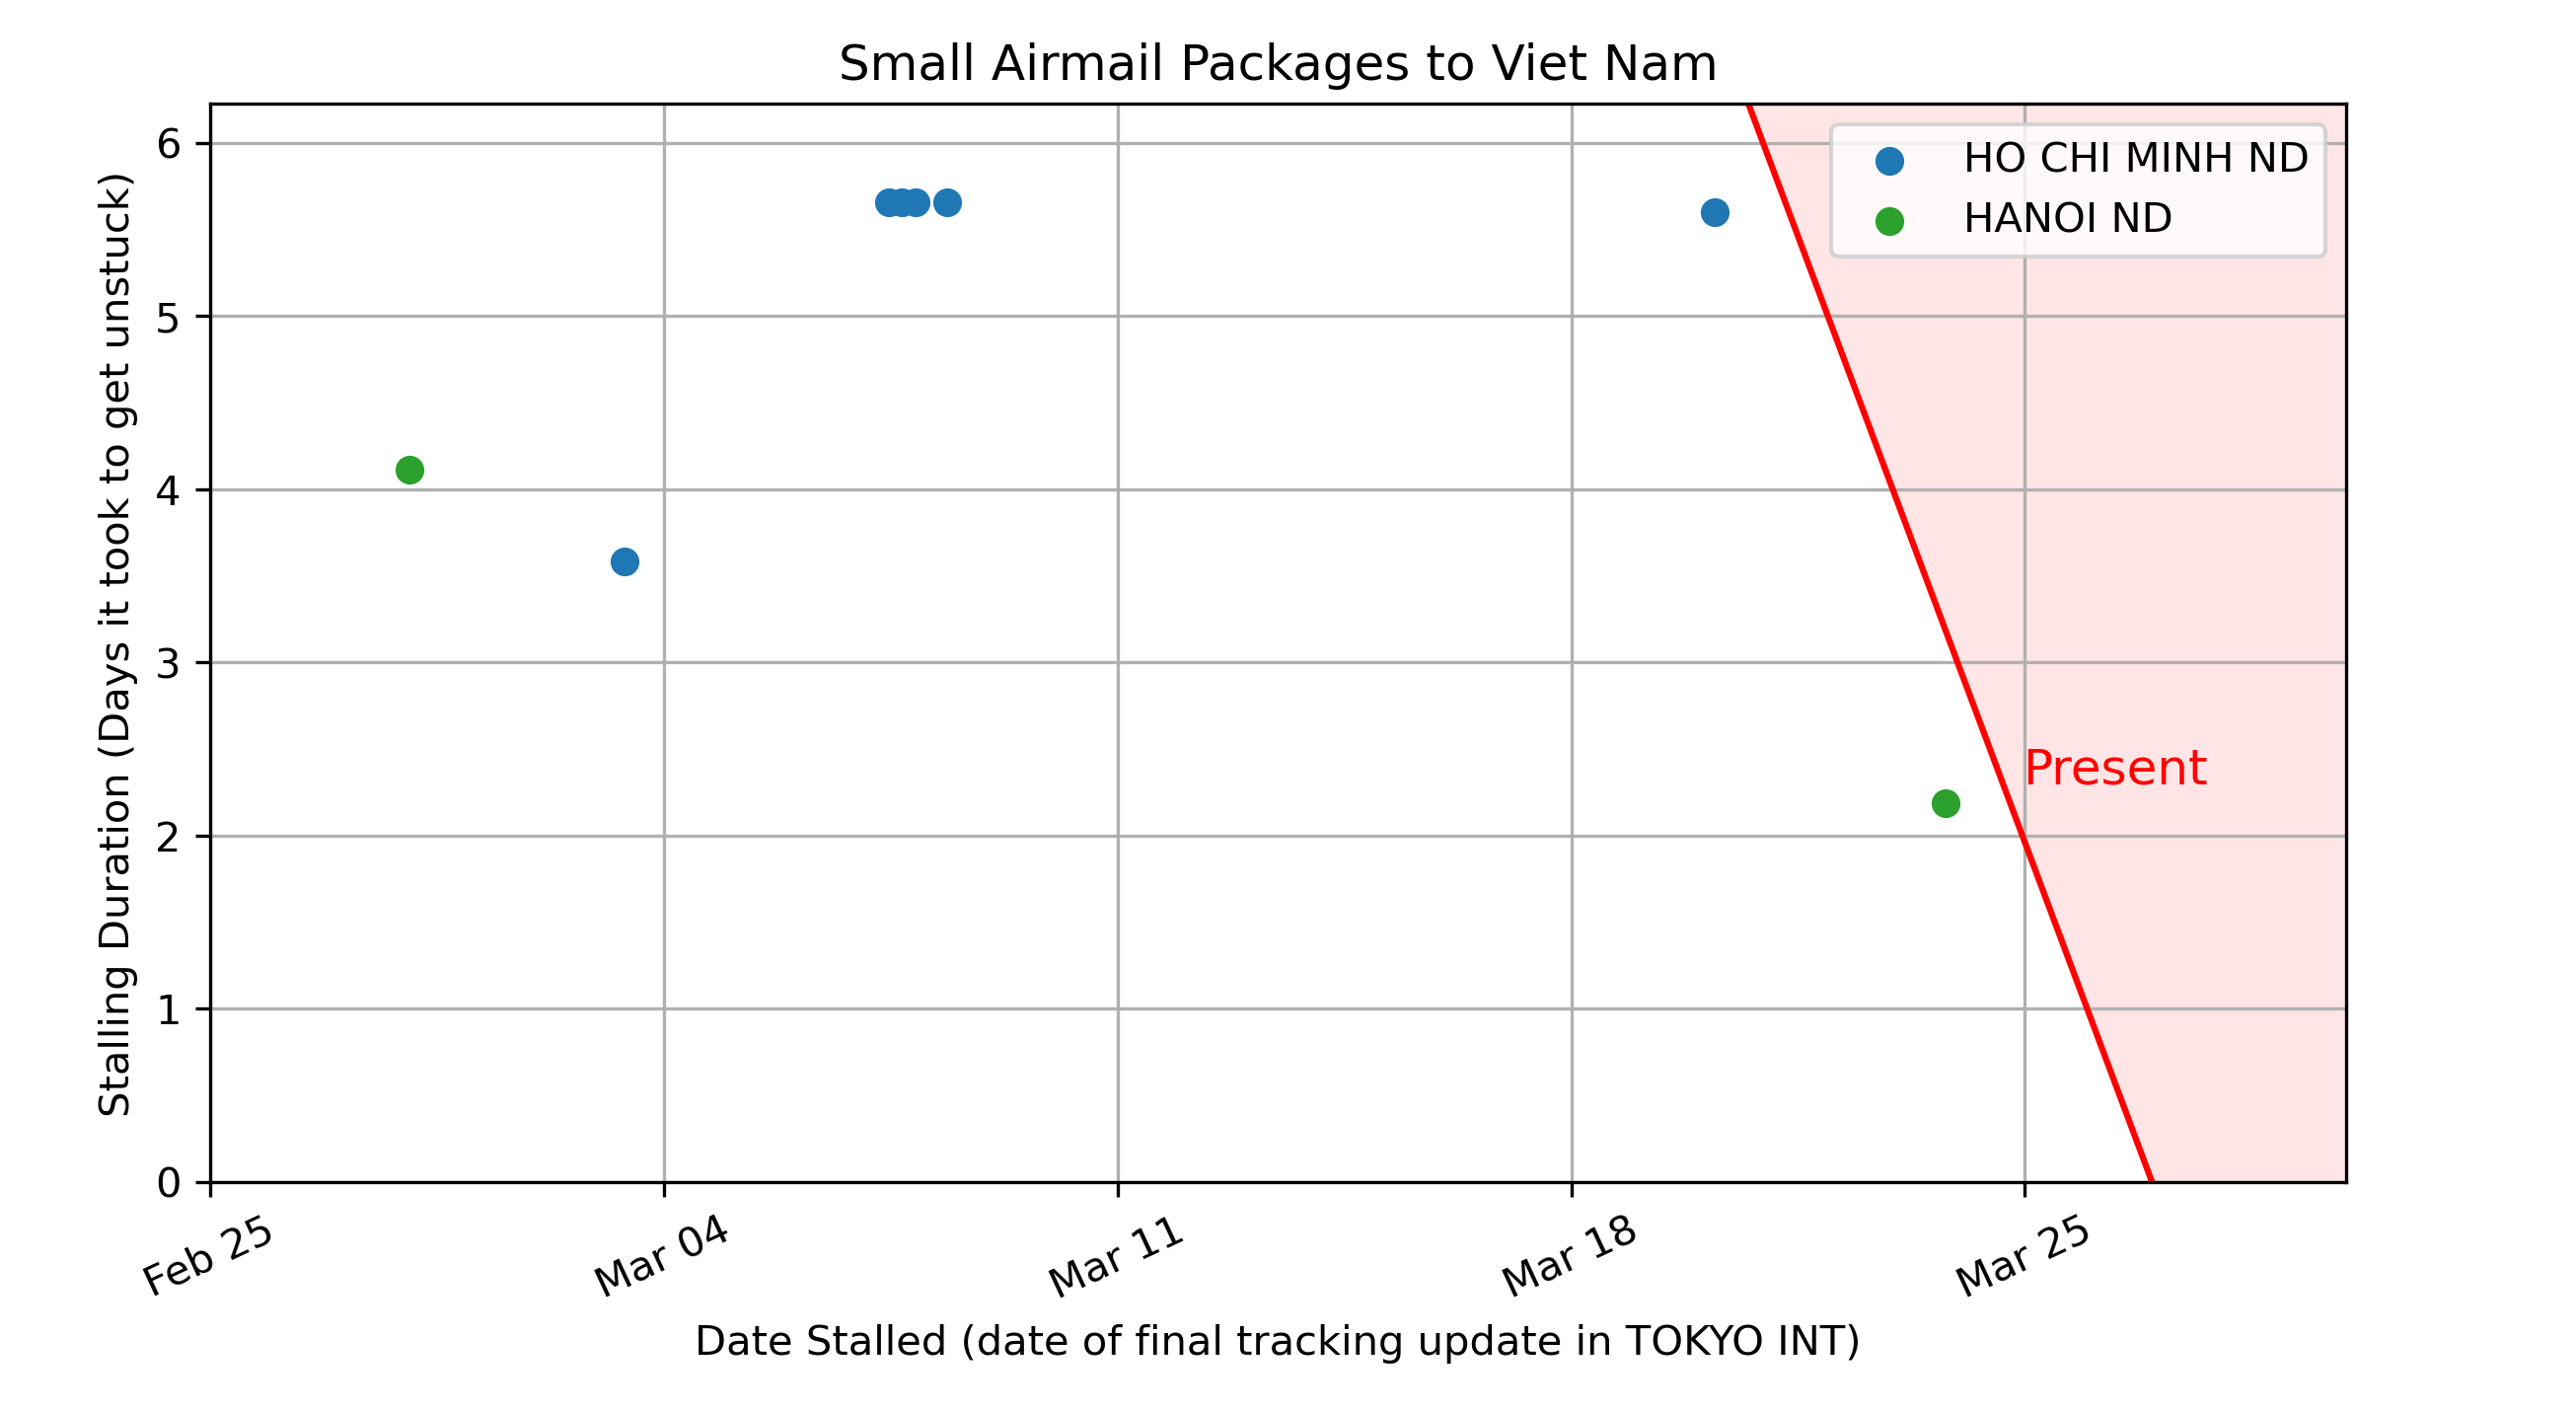 Small Airmail Packages to Viet Nam
Stalling Duration (Days it took to get unstuck)
6
5
4
3
2
1
0
HO CHI MINH ND
HANOI ND
Present
Feb 25
Mar 04
Mar 11
Mar 18
Mar 25
Date Stalled (date of final tracking update in TOKYO INT)